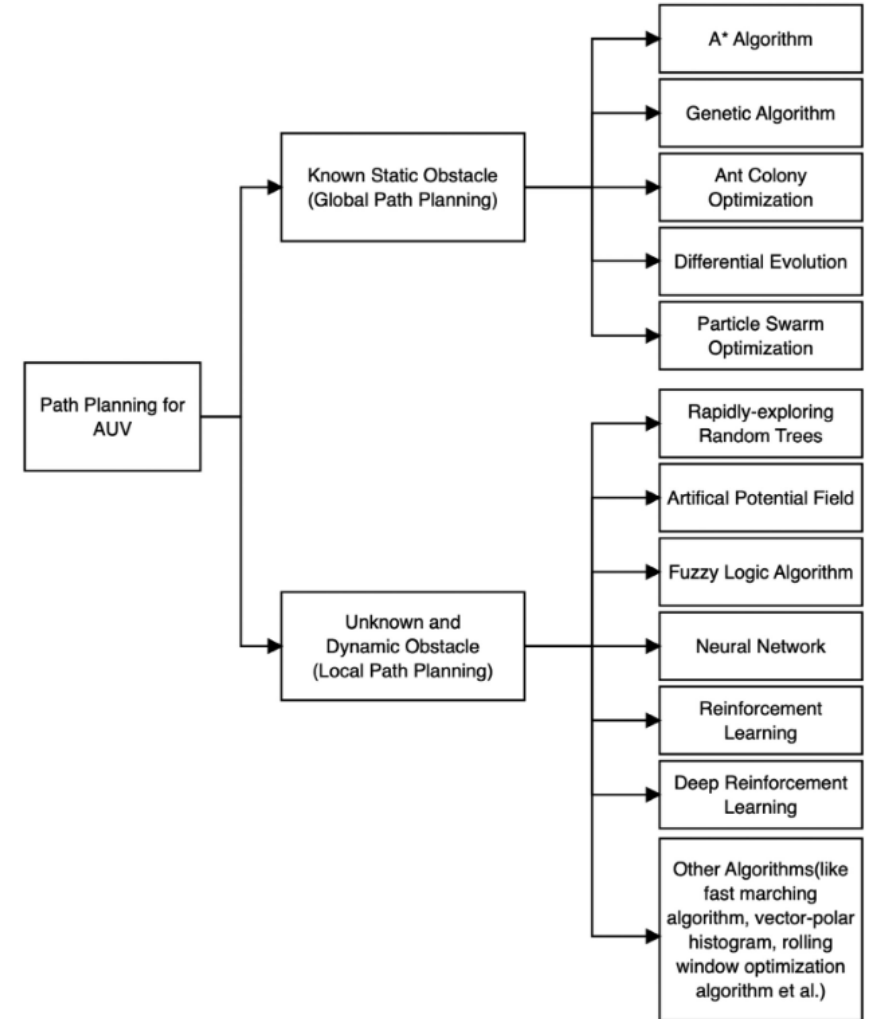 A* Algorithm
Genetic Algorithm
Ant Colony
Optimization
Differential Evolution
Particle Swarm
Optimization
Known Static Obstacle
(Global Path Planning)
Path Planning for
AUV
Unknown and
Dynamic Obstacle
(Local Path Planning)
Rapidly-exploring
Random Trees
Artifical Potential Field
Fuzzy Logic Algorithm
Neural Network
Reinforcement
Learning
Deep Reinforcement
Learning
Other Algorithms(like
fast marching
algorithm, vector-polar
histogram, rolling
window optimization
algorithm et al.)